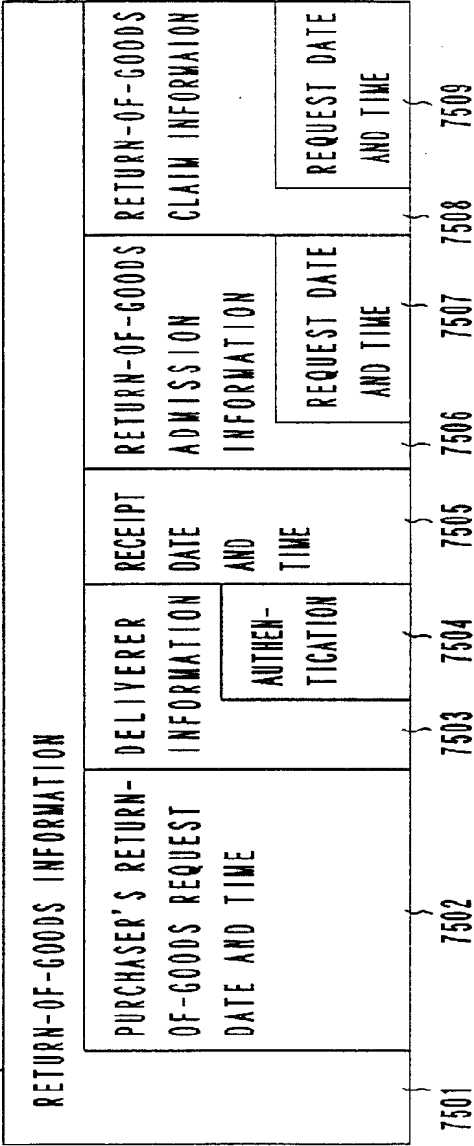 RETURN-OF-GOODS INFORMATION
PURCHASER'S RETURN-
OF-GOODS REQUEST
DATE AND TIME
DELIVERER
INFORMATION
AUTHEN-
TICATION
RECEIPT
DATE
AND
TIME
RETURN-OF-GOODS
ADMISSION
INFORMATION
REQUEST DATE
AND TIME
RETURN-OF-GOODS
CLAIM INFORMAION
REQUEST DATE
AND TIME
7501
7502
7503
7504
7505
7506
7507
7508
7509